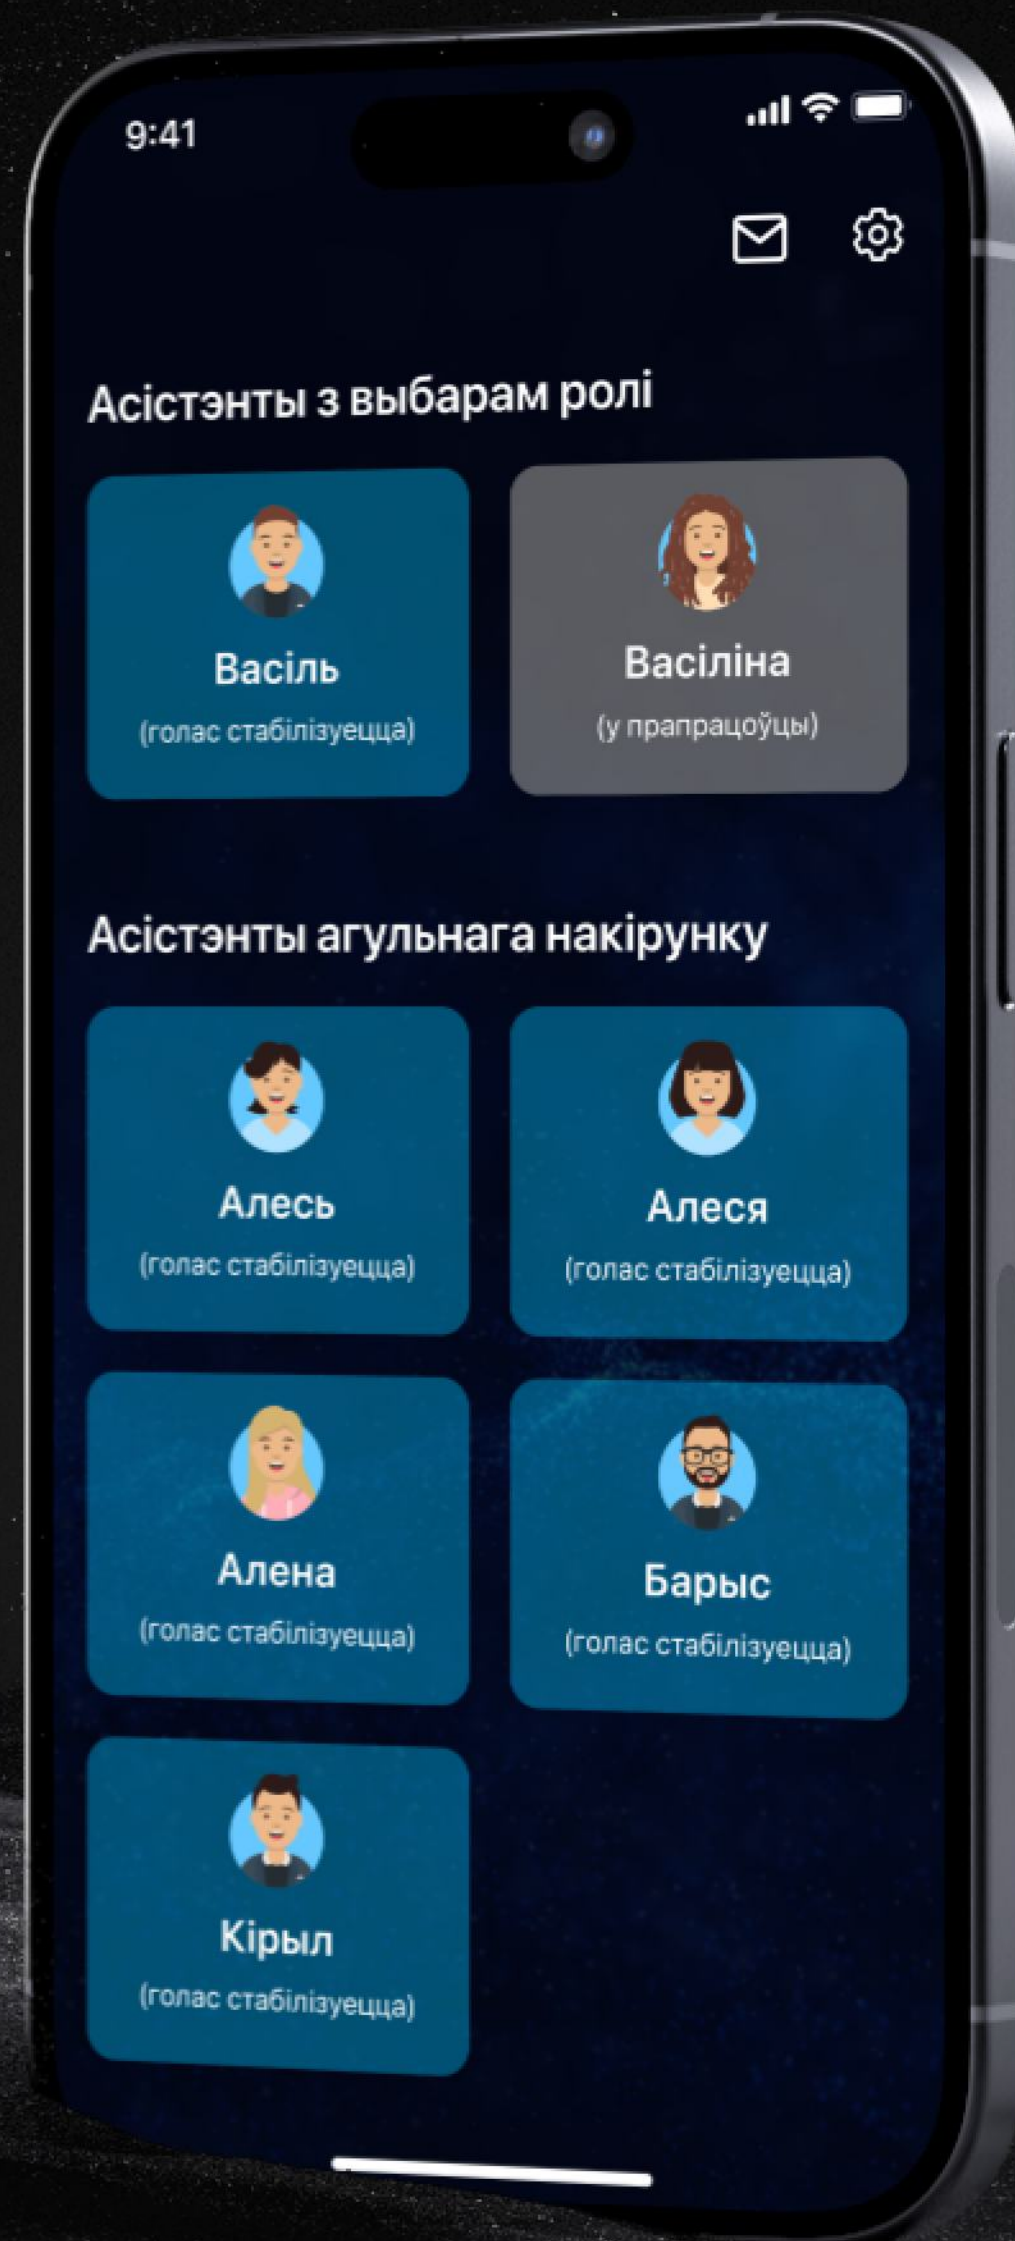 9:41
Асістэнты з выбарам ролі
Васіль
Васіліна
(голас стабілізуецца)
(у прапрацоўцы)
Асістэнты агульнага накірунку
Алесь
Алеся
(голас стабілізуецца)
(голас стабілізуецца)
Алена
Барыс
(голас стабілізуецца)
(голас стабілізуецца)
Кірыл
(голас стабілізуецца)